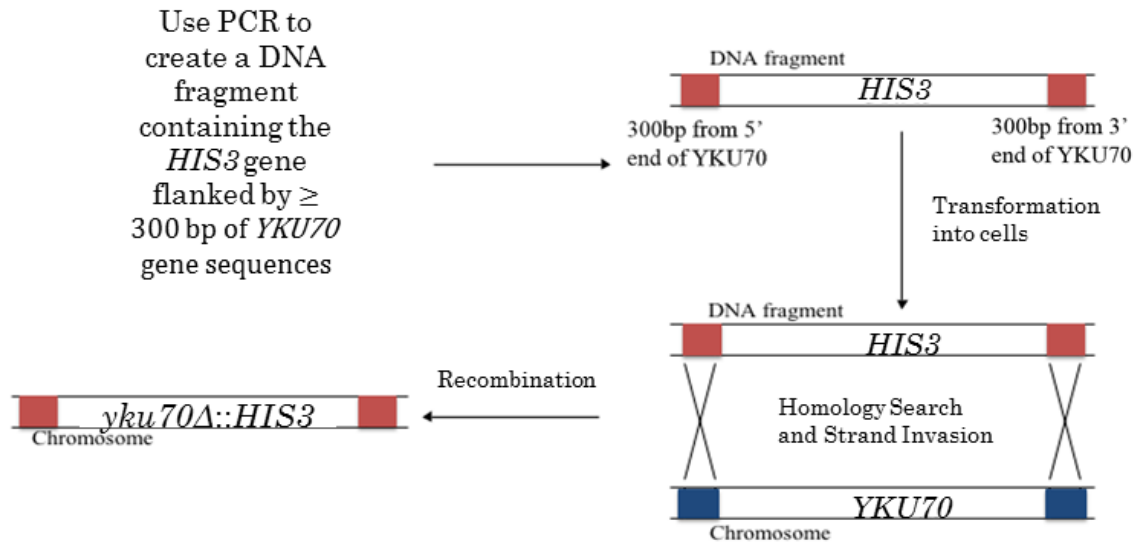 Use PCR to
create a DNA
fragment
containing the
HIS3 gene
flanked by ≥
300 bp of YKU70
gene sequences
DNA fragment
HIS3
300bp from 5’
end of YKU70
300bp from 3’
end of YKU70
Transformation
into cells
DNA fragment
HIS3
Homology Search
and Strand Invasion
YKU70
Chromosome
Recombination
yku70Δ::HIS3
Chromosome